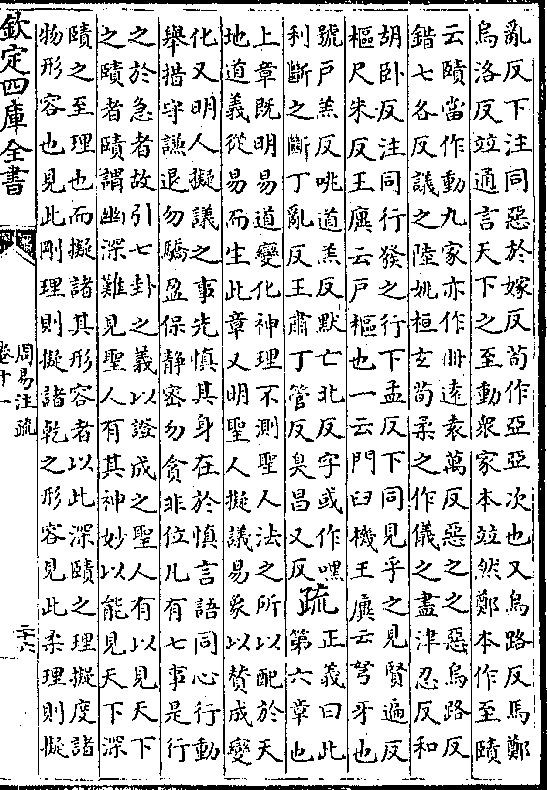 亂反下注同惡於嫁反荀作亞亞次也又烏路反馬鄭
烏洛反並通言天下之至動衆家本並然鄭本作至賾
云賾當作動九家亦作冊遠袁萬反惡之之惡烏路反
錯七各反議之陸姚桓玄荀柔之作儀之盡津忍反和
胡卧反注同行發之行下孟反下同見乎之見賢遍反
樞尺朱反王廙云戶樞也一云門臼機王廙云弩牙也
號戶羔反咷道羔反默亡北反字或作嘿
利斷之斷丁亂反王肅丁管反臭昌又反
疏
正義曰此
第六章也
上章既明易道變化神理不測聖人法之所以配於天
地道義從易而生此章又明聖人擬議易象以賛成變
化又明人擬議之事先慎其身在於慎言語同心行動
舉措守謙退勿驕盈保静密勿貪非位凡有七事是行
之於急者故引七卦之義以證成之聖人有以見天下
之賾者賾謂幽深難見聖人有其神妙以能見天下深
賾之至理也而擬諸其形容者以此深賾之理擬度諸
物形容也見此剛理則擬諸乾之形容見此柔理則擬
欽定四庫全書
周易注疏
卷十一
二十六